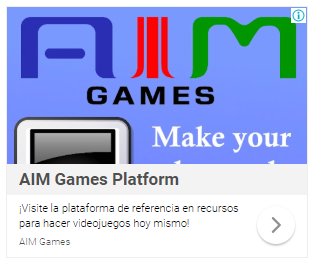 AIM
GAMES
Make your
AIM Games Platform
¡Visite la plataforma de referencia en recursos
para hacer videojuegos hoy mismo!
AIM Games